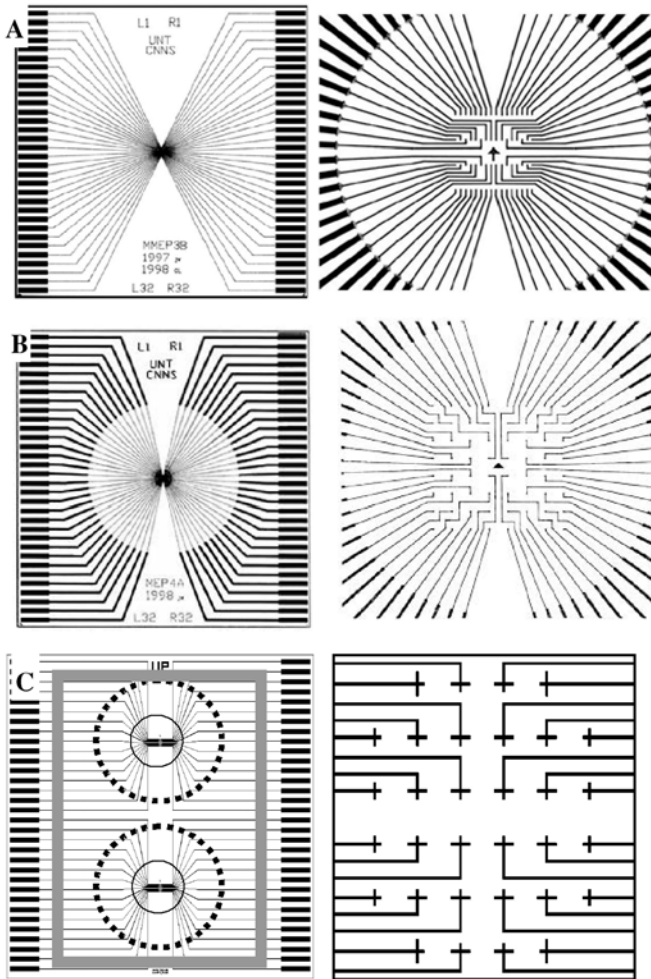 A
L1 R1
UNT
CNNS
MMEP3B
1997
1998
L32 R32
B
L1 R1
UNT
CNNS
MEP4A
1998
L32 R32
C
UP